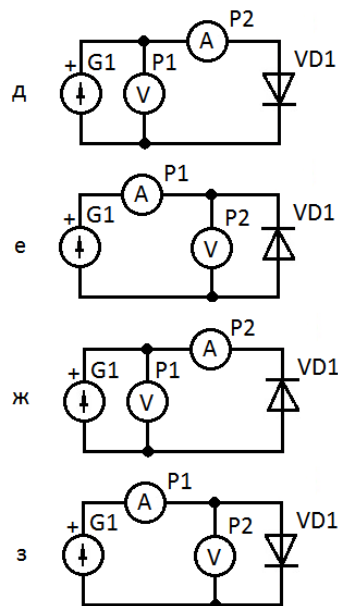 P2
+ G1 P1 A VD1
д V
P1
+ G1 A P2 VD1
е V
P2
+ G1 P1 A VD1
ж V
P1
+ G1 A P2 VD1
з V